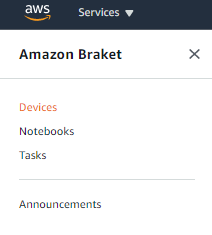 aws
Services
Amazon Braket
Devices
Notebooks
Tasks
Announcements